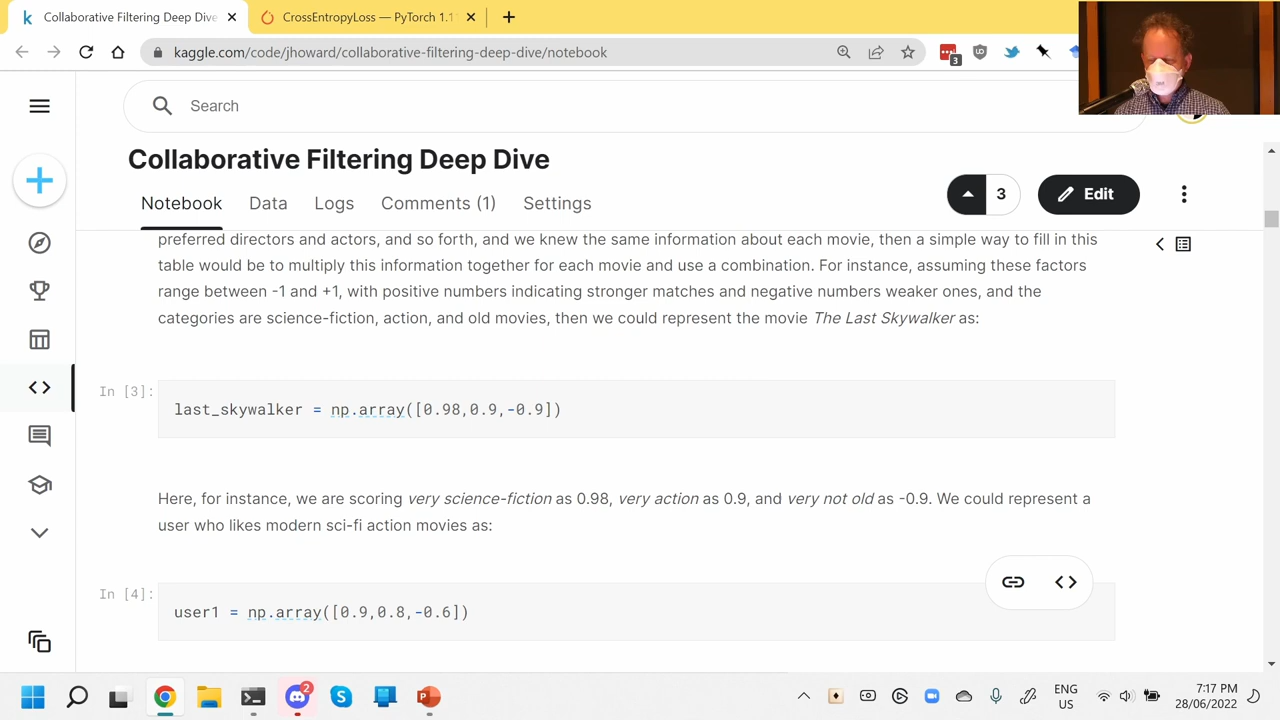 Collaborative Filtering Deep Dive
CrossEntropyLoss — PyTorch 1.1
kaggle.com/code/jhoward/collaborative-filtering-deep-dive/notebook
3
Search
Collaborative Filtering Deep Dive
3
Edit
Notebook
Data
Logs
Comments (1)
Settings
preferred directors and actors, and so forth, and we knew the same information about each movie, then a simple way to fill in this
table would be to multiply this information together for each movie and use a combination. For instance, assuming these factors
range between -1 and +1, with positive numbers indicating stronger matches and negative numbers weaker ones, and the
categories are science-fiction, action, and old movies, then we could represent the movie The Last Skywalker as:
In [3]:
last_skywalker = np.array([0.98,0.9,-0.9])
Here, for instance, we are scoring very science-fiction as 0.98, very action as 0.9, and very not old as -0.9. We could represent a
user who likes modern sci-fi action movies as:
In [4]:
user1 = np.array([0.9,0.8,-0.6])
2
ENG
US
7:17 PM
28/06/2022